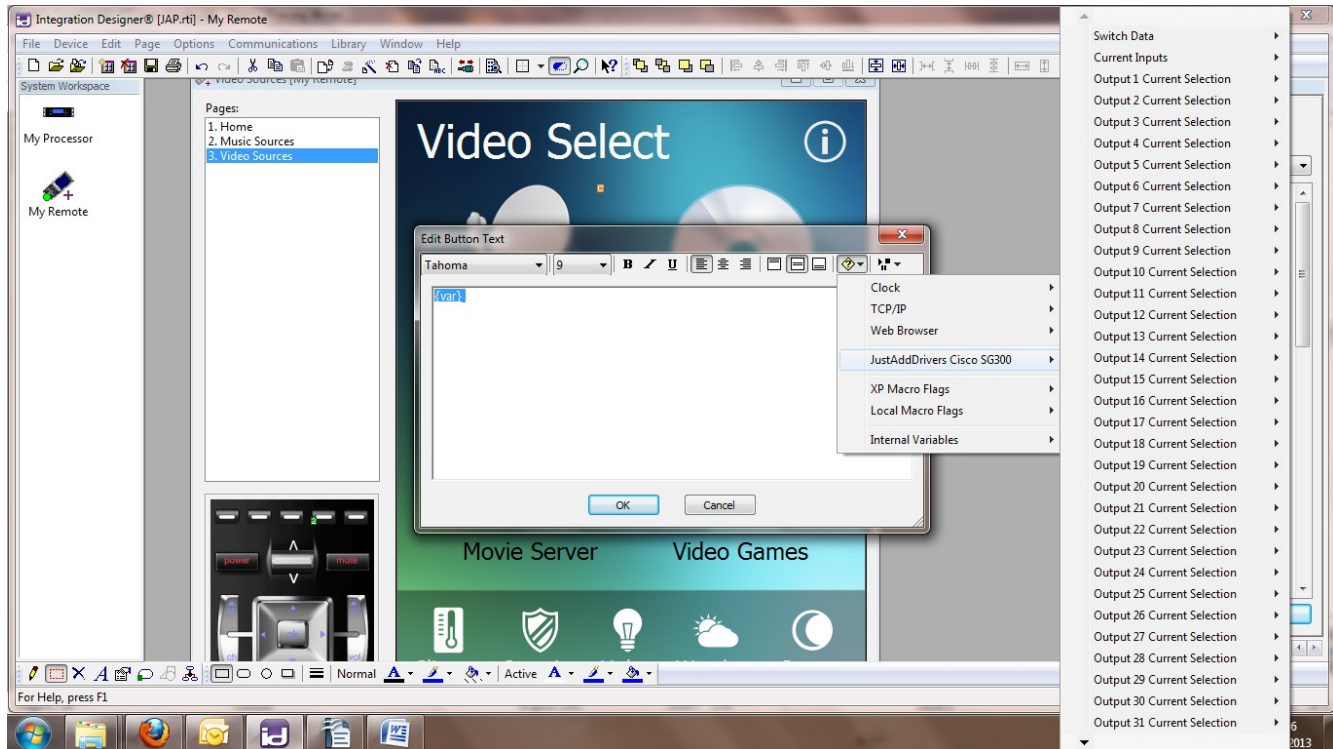 Integration Designer® [JAP.rti] - My Remote
File Device Edit Page Options Communications Library Window Help
System Workspace
Video Sources [My Remote]
My Processor
My Remote
Pages:
1. Home
2. Music Sources
3. Video Sources
Video Select
Edit Button Text
Tahoma 9 B I U
{var}
OK Cancel
Clock
TCP/IP
Web Browser
JustAddDrivers Cisco SG300
XP Macro Flags
Local Macro Flags
Internal Variables
Switch Data
Current Inputs
Output 1 Current Selection
Output 2 Current Selection
Output 3 Current Selection
Output 4 Current Selection
Output 5 Current Selection
Output 6 Current Selection
Output 7 Current Selection
Output 8 Current Selection
Output 9 Current Selection
Output 10 Current Selection
Output 11 Current Selection
Output 12 Current Selection
Output 13 Current Selection
Output 14 Current Selection
Output 15 Current Selection
Output 16 Current Selection
Output 17 Current Selection
Output 18 Current Selection
Output 19 Current Selection
Output 20 Current Selection
Output 21 Current Selection
Output 22 Current Selection
Output 23 Current Selection
Output 24 Current Selection
Output 25 Current Selection
Output 26 Current Selection
Output 27 Current Selection
Output 28 Current Selection
Output 29 Current Selection
Output 30 Current Selection
Output 31 Current Selection
Movie Server Video Games
power mute
ok
ch vol
Normal A Active A
For Help, press F1
2013